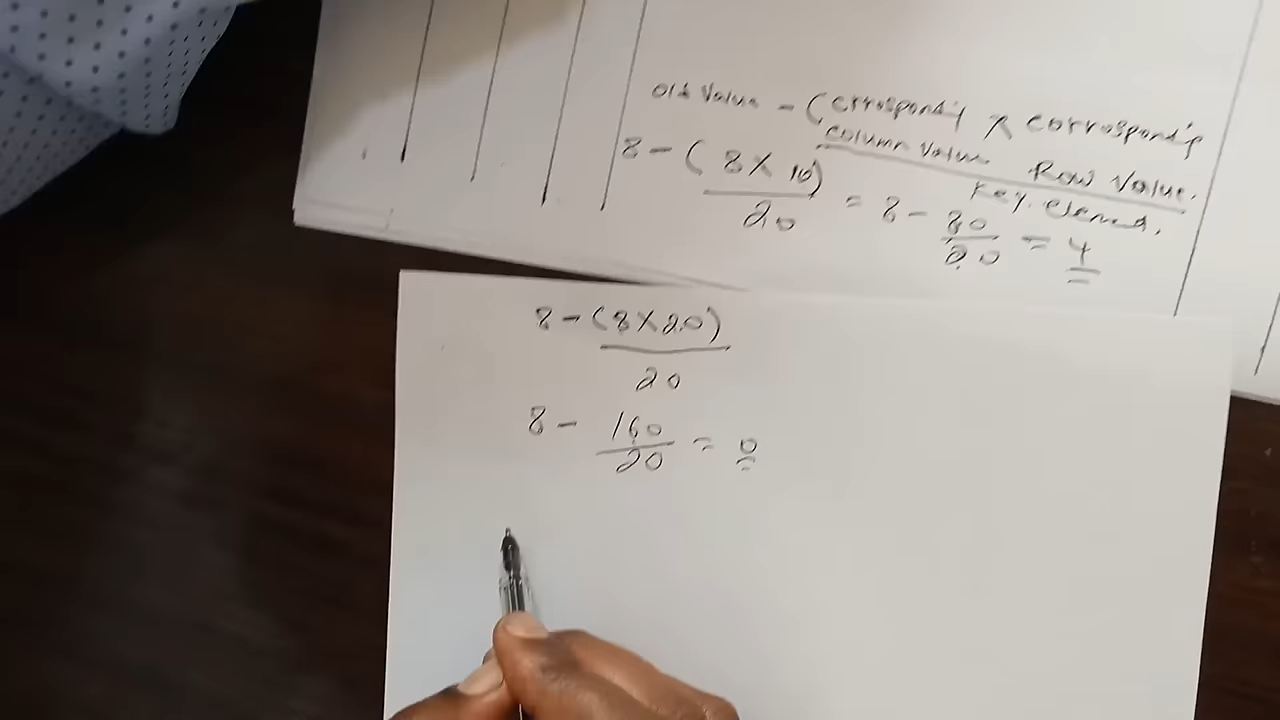 Old Value - (Corresponding × corresponding
column value Row Value.
Key element.
8 - (8 × 10)
20
= 8 - 80
20
= 4
8 - (8 × 20)
20
8 - 160
20
= 0